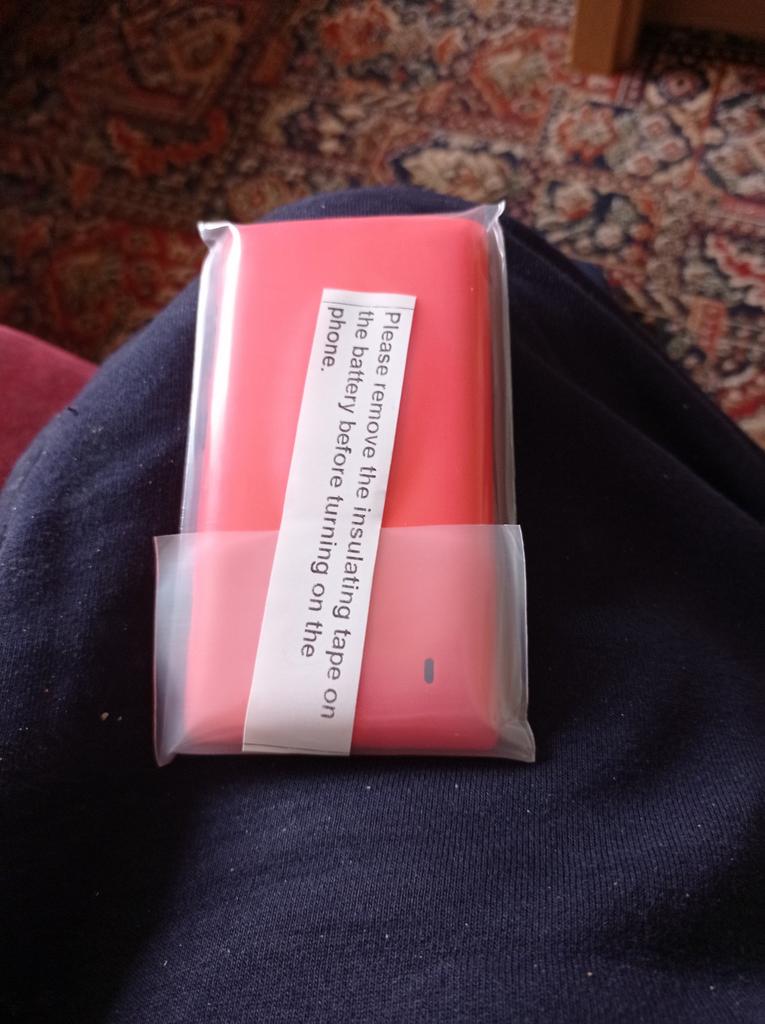 Please remove the insulating tape on
the battery before turning on the
phone.